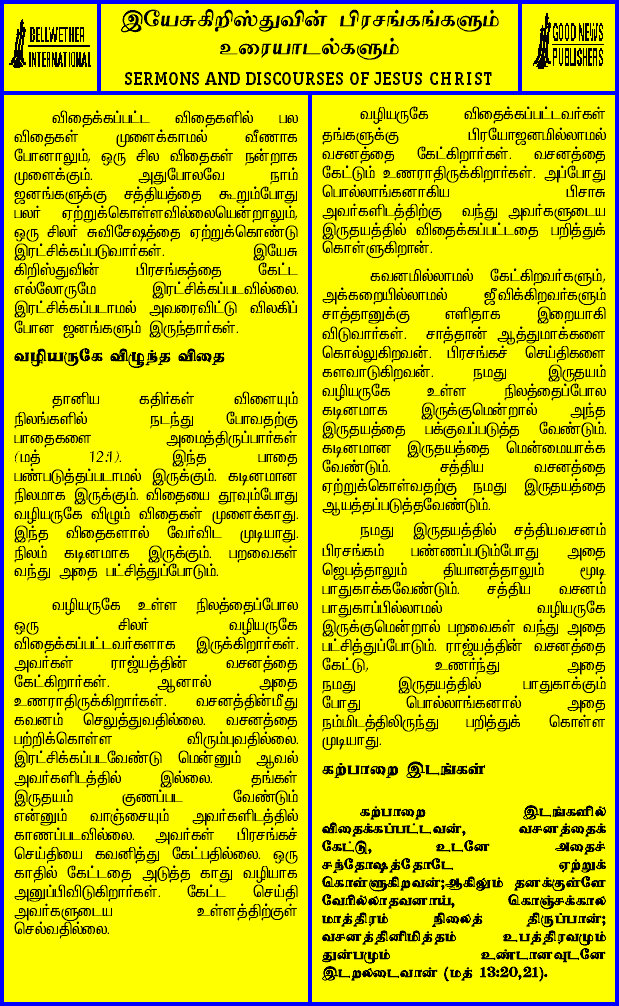 BELLWETHER
INTERNATIONAL
இயேசுகிறிஸ்துவின் பிரசங்கங்களும்
உரையாடல்களும்
SERMONS AND DISCOURSES OF JESUS CHRIST
GOOD NEWS
PUBLISHERS
விதைக்கப்பட்ட விதைகளில் பல
விதைகள் முளைக்காமல் வீணாக
போனாலும், ஒரு சில விதைகள் நன்றாக
முளைக்கும். அதுபோலவே நாம்
ஜனங்களுக்கு சத்தியத்தை கூறும்போது
பலர் ஏற்றுக்கொள்ளவில்லையென்றாலும்,
ஒரு சிலர் சுவிசேஷத்தை ஏற்றுக்கொண்டு
இரட்சிக்கப்படுவார்கள். இயேசு
கிறிஸ்துவின் பிரசங்கத்தை கேட்ட
எல்லோருமே இரட்சிக்கப்படவில்லை.
இரட்சிக்கப்படாமல் அவரைவிட்டு விலகிப்
போன ஜனங்களும் இருந்தார்கள்.
வழியருகே விழுந்த விதை
தானிய கதிர்கள் விளையும்
நிலங்களில் நடந்து போவதற்கு
பாதைகளை அமைத்திருப்பார்கள்
(மத் 12:1). இந்த பாதை
பண்படுத்தப்படாமல் இருக்கும். கடினமான
நிலமாக இருக்கும். விதையை தூவும்போது
வழியருகே விழும் விதைகள் முளைக்காது.
இந்த விதைகளால் வேர்விட முடியாது.
நிலம் கடினமாக இருக்கும். பறவைகள்
வந்து அதை பட்சித்துப்போடும்.
வழியருகே உள்ள நிலத்தைப்போல
ஒரு சிலர் வழியருகே
விதைக்கப்பட்டவர்களாக இருக்கிறார்கள்.
அவர்கள் ராஜ்யத்தின் வசனத்தை
கேட்கிறார்கள். ஆனால் அதை
உணராதிருக்கிறார்கள். வசனத்தின்மீது
கவனம் செலுத்துவதில்லை. வசனத்தை
பற்றிக்கொள்ள விரும்புவதில்லை.
இரட்சிக்கப்படவேண்டு மென்னும் ஆவல்
அவர்களிடத்தில் இல்லை. தங்கள்
இருதயம் குணப்பட வேண்டும்
என்னும் வாஞ்சையும் அவர்களிடத்தில்
காணப்படவில்லை. அவர்கள் பிரசங்கச்
செய்தியை கவனித்து கேட்பதில்லை. ஒரு
காதில் கேட்டதை அடுத்த காது வழியாக
அனுப்பிவிடுகிறார்கள். கேட்ட செய்தி
அவர்களுடைய உள்ளத்திற்குள்
செல்வதில்லை.
வழியருகே விதைக்கப்பட்டவர்கள்
தங்களுக்கு பிரயோஜனமில்லாமல்
வசனத்தை கேட்கிறார்கள். வசனத்தை
கேட்டும் உணராதிருக்கிறார்கள். அப்போது
பொல்லாங்கனாகிய பிசாசு
அவர்களிடத்திற்கு வந்து அவர்களுடைய
இருதயத்தில் விதைக்கப்பட்டதை பறித்துக்
கொள்ளுகிறான்.
கவனமில்லாமல் கேட்கிறவர்களும்,
அக்கறையில்லாமல் ஜீவிக்கிறவர்களும்
சாத்தானுக்கு எளிதாக இறையாகி
விடுவார்கள். சாத்தான் ஆத்துமாக்களை
கொல்லுகிறவன். பிரசங்கச் செய்திகளை
களவாடுகிறவன். நமது இருதயம்
வழியருகே உள்ள நிலத்தைப்போல
கடினமாக இருக்குமென்றால் அந்த
இருதயத்தை பக்குவப்படுத்த வேண்டும்.
கடினமான இருதயத்தை மென்மையாக்க
வேண்டும். சத்திய வசனத்தை
ஏற்றுக்கொள்வதற்கு நமது இருதயத்தை
ஆயத்தப்படுத்தவேண்டும்.
நமது இருதயத்தில் சத்தியவசனம்
பிரசங்கம் பண்ணப்படும்போது அதை
ஜெபத்தாலும் தியானத்தாலும் மூடி
பாதுகாக்கவேண்டும். சத்திய வசனம்
பாதுகாப்பில்லாமல் வழியருகே
இருக்குமென்றால் பறவைகள் வந்து அதை
பட்சித்துப்போடும். ராஜ்யத்தின் வசனத்தை
கேட்டு, உணர்ந்து அதை
நமது இருதயத்தில் பாதுகாக்கும்
போது பொல்லாங்கனால் அதை
நம்மிடத்திலிருந்து பறித்துக் கொள்ள
முடியாது.
கற்பாறை இடங்கள்
கற்பாறை இடங்களில்
விதைக்கப்பட்டவன், வசனத்தைக்
கேட்டு, உடனே அதைச்
சந்தோஷத்தோடே ஏற்றுக்
கொள்ளுகிறவன்;ஆகிலும் தனக்குள்ளே
வேரில்லாதவனாய், கொஞ்சக்கால
மாத்திரம் நிலைத் திருப்பான்;
வசனத்தினிமித்தம் உபத்திரவமும்
துன்பமும் உண்டானவுடனே
இடறலடைவான் (மத் 13:20,21).